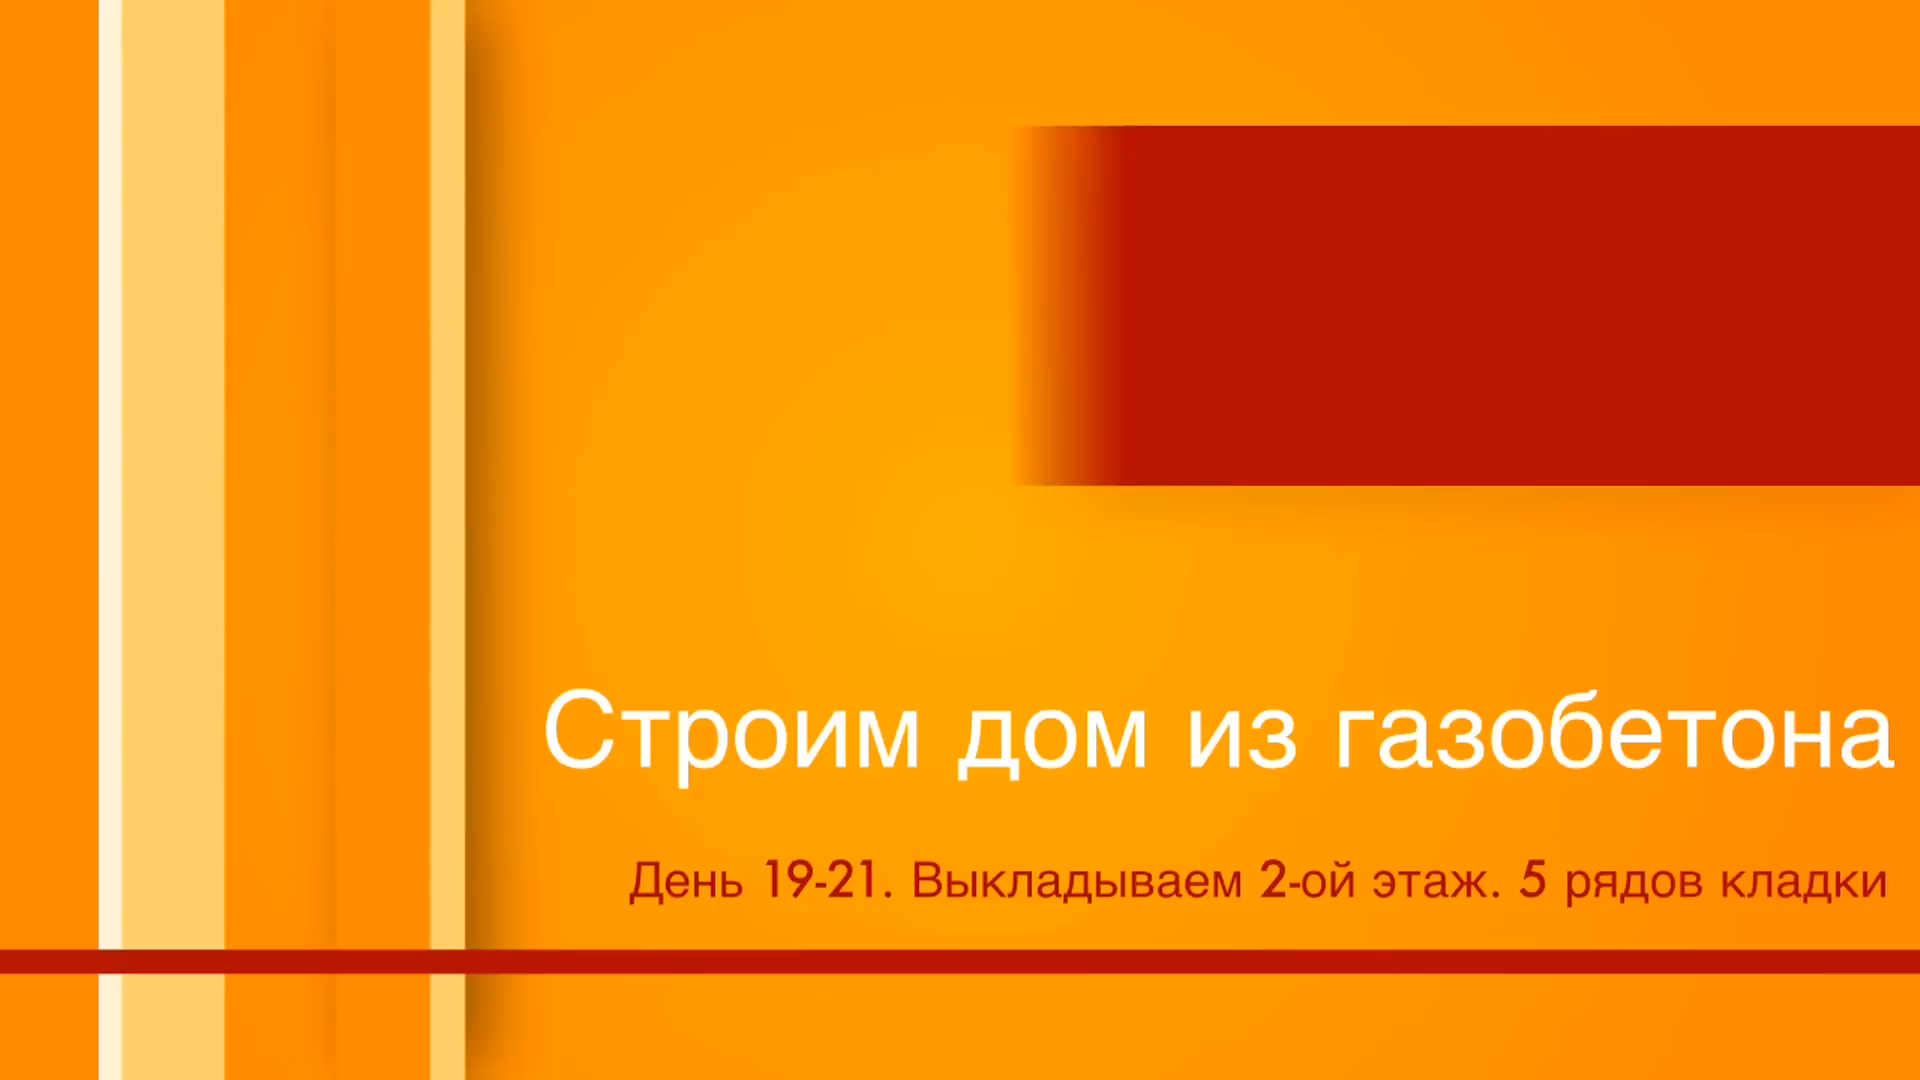 Строим дом из газобетона
День 19-21. Выкладываем 2-ой этаж. 5 рядов кладки